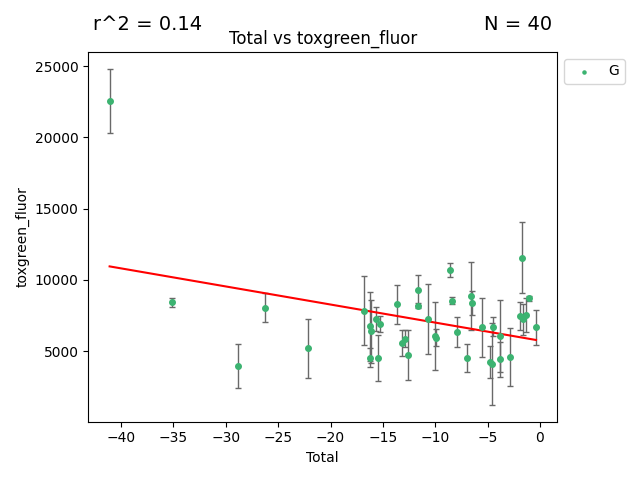 r^2 = 0.14
N = 40
Total vs toxgreen_fluor
G
25000
20000
15000
10000
5000
toxgreen_fluor
−40 −35 −30 −25 −20 −15 −10 −5 0
Total